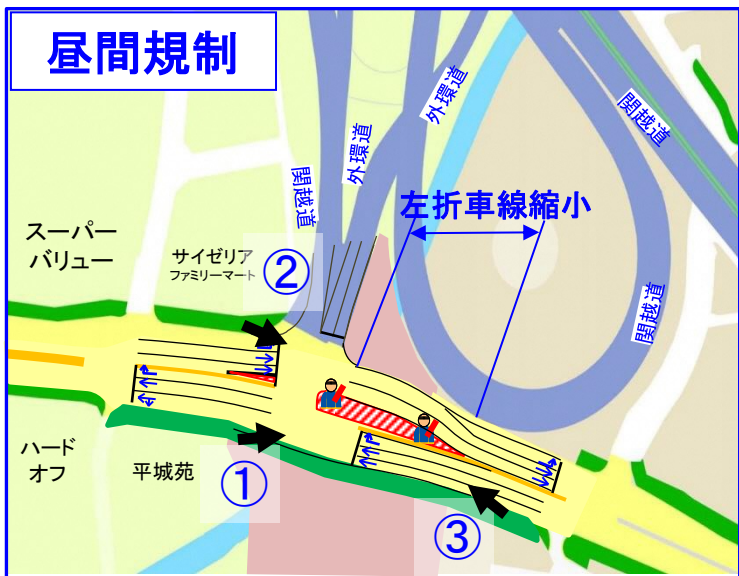 昼間規制
外環道
外環道
関越道
関越道
関越道
左折車線縮小
スーパー
バリュー
サイゼリア
ファミリーマート
②
ハード
オフ
平城苑
①
③